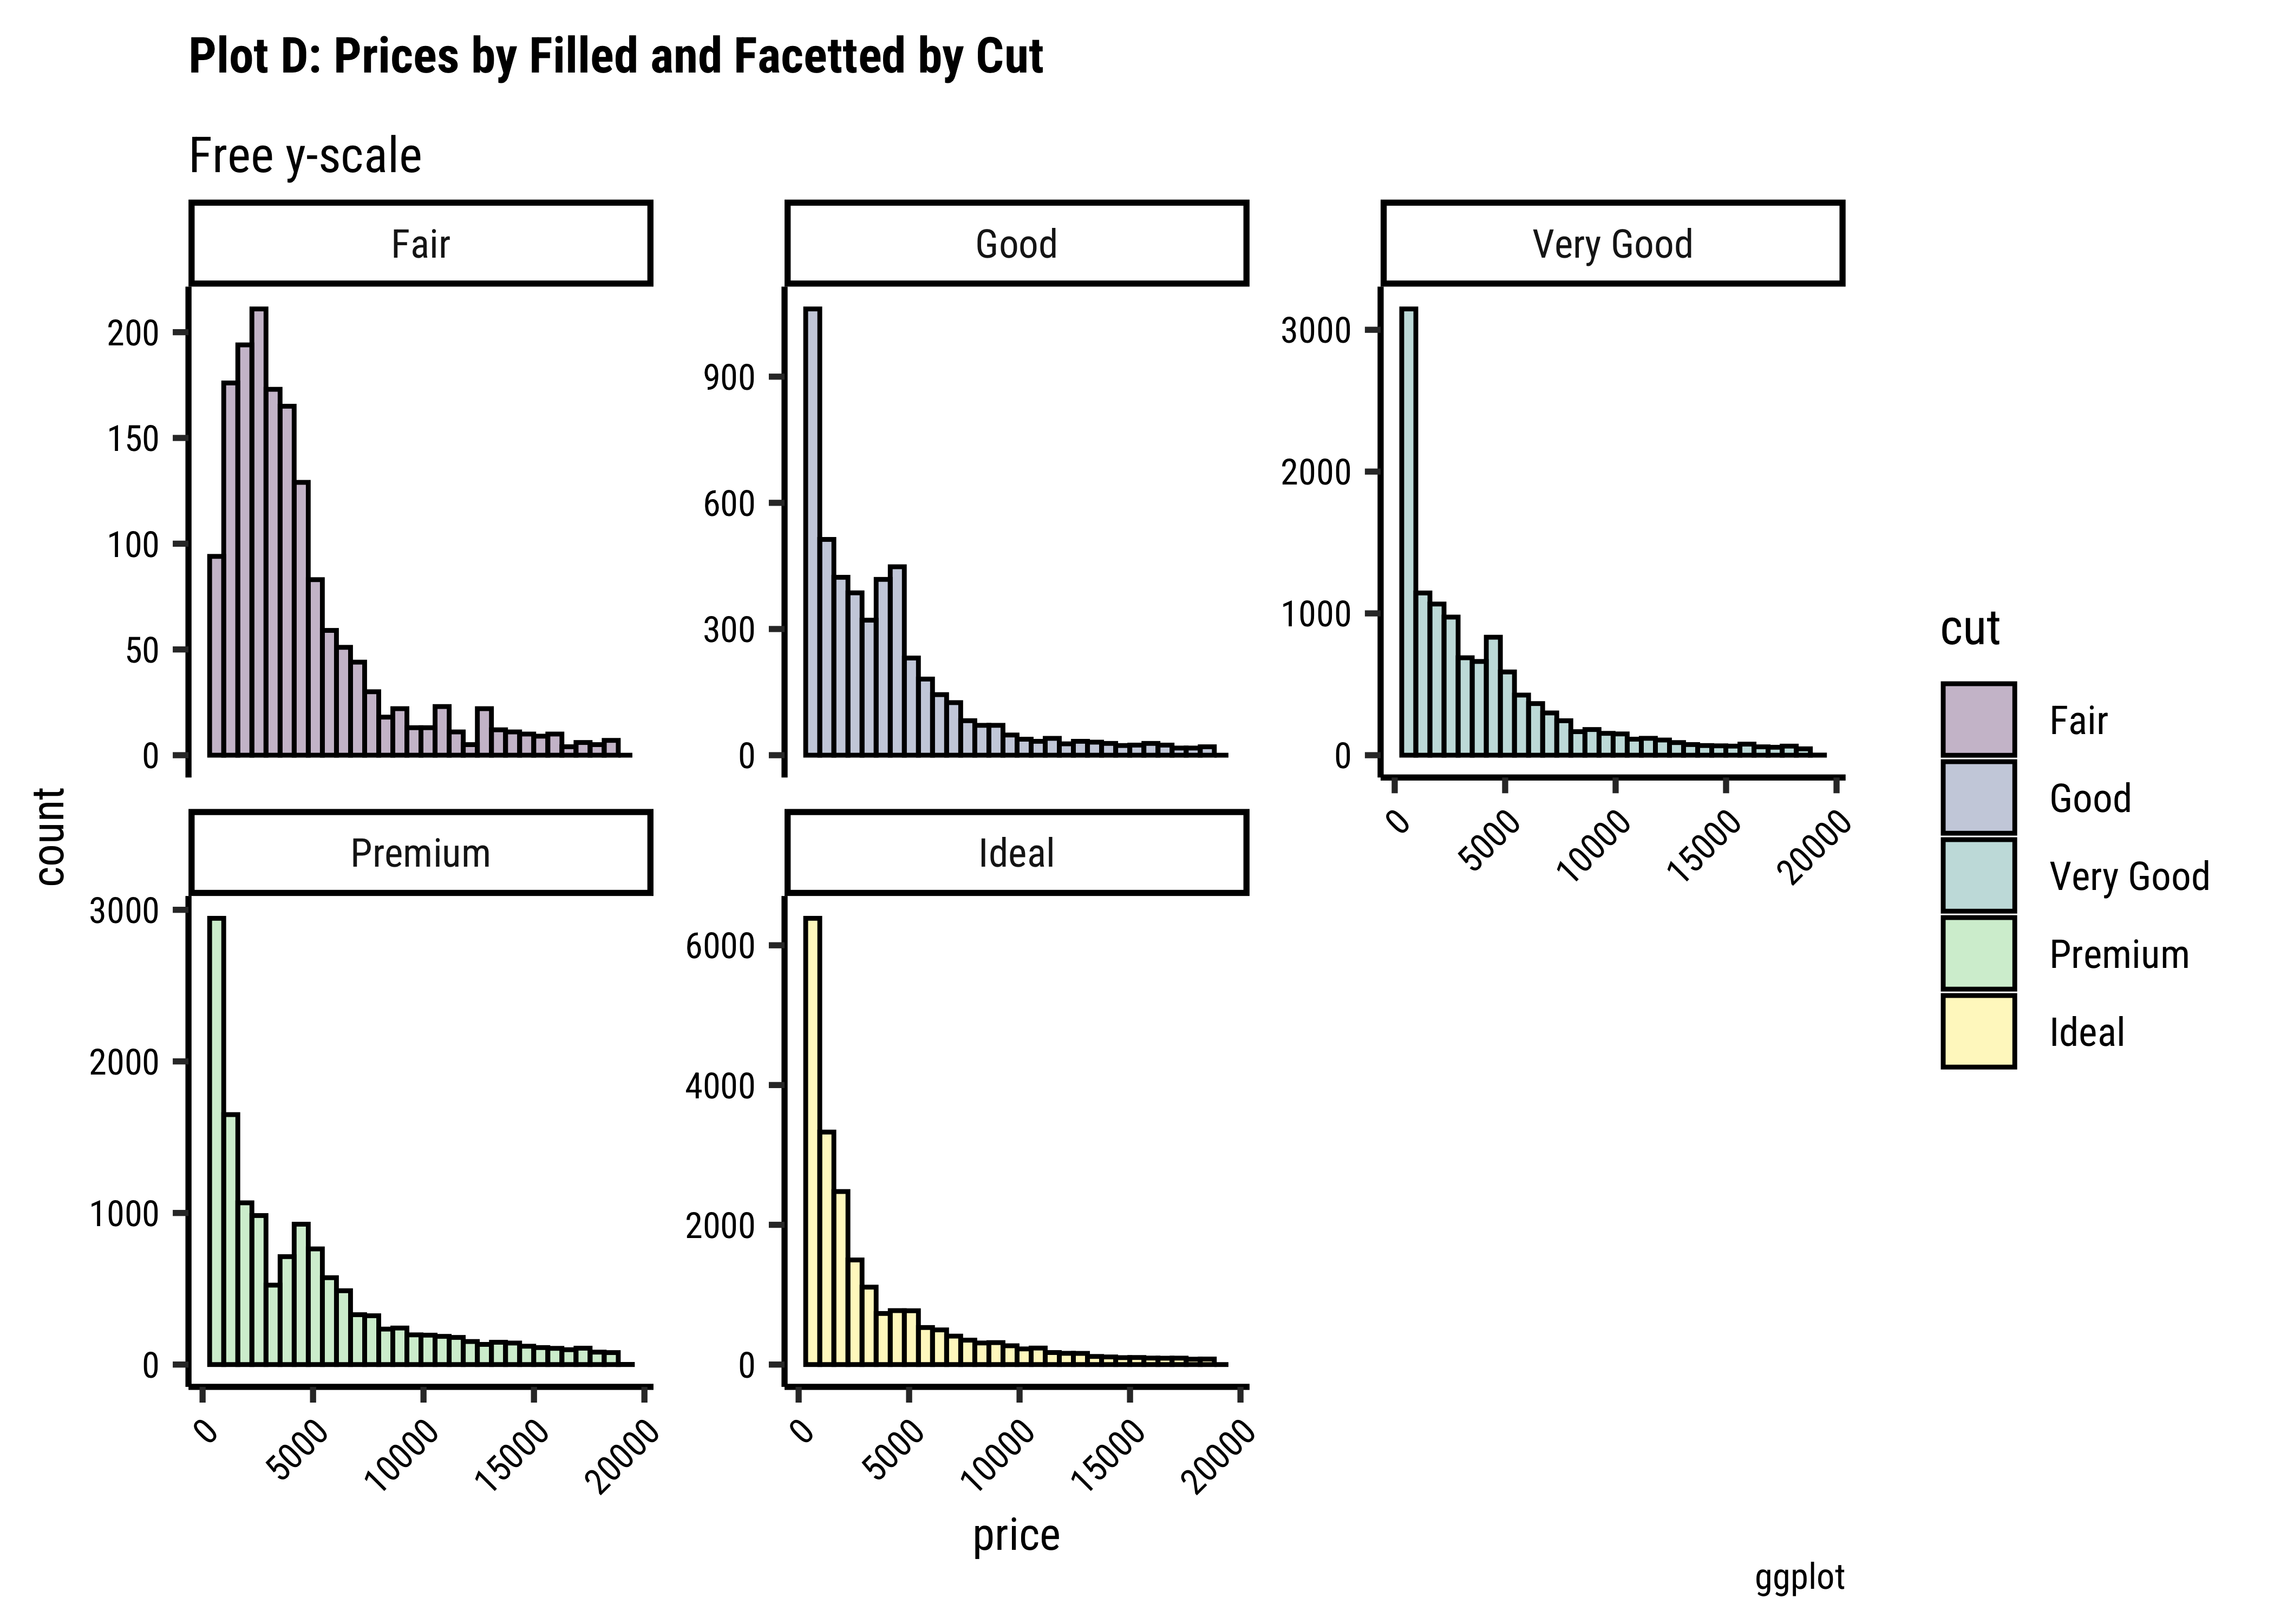 Plot D: Prices by Filled and Facetted by Cut
Free y-scale
Fair
Good
Very Good
200
150
100
50
0
900
600
300
0
3000
2000
1000
0
0
5000
10000
15000
20000
count
Premium
Ideal
3000
2000
1000
0
6000
4000
2000
0
0
5000
10000
15000
20000
0
5000
10000
15000
20000
price
cut
Fair
Good
Very Good
Premium
Ideal
ggplot